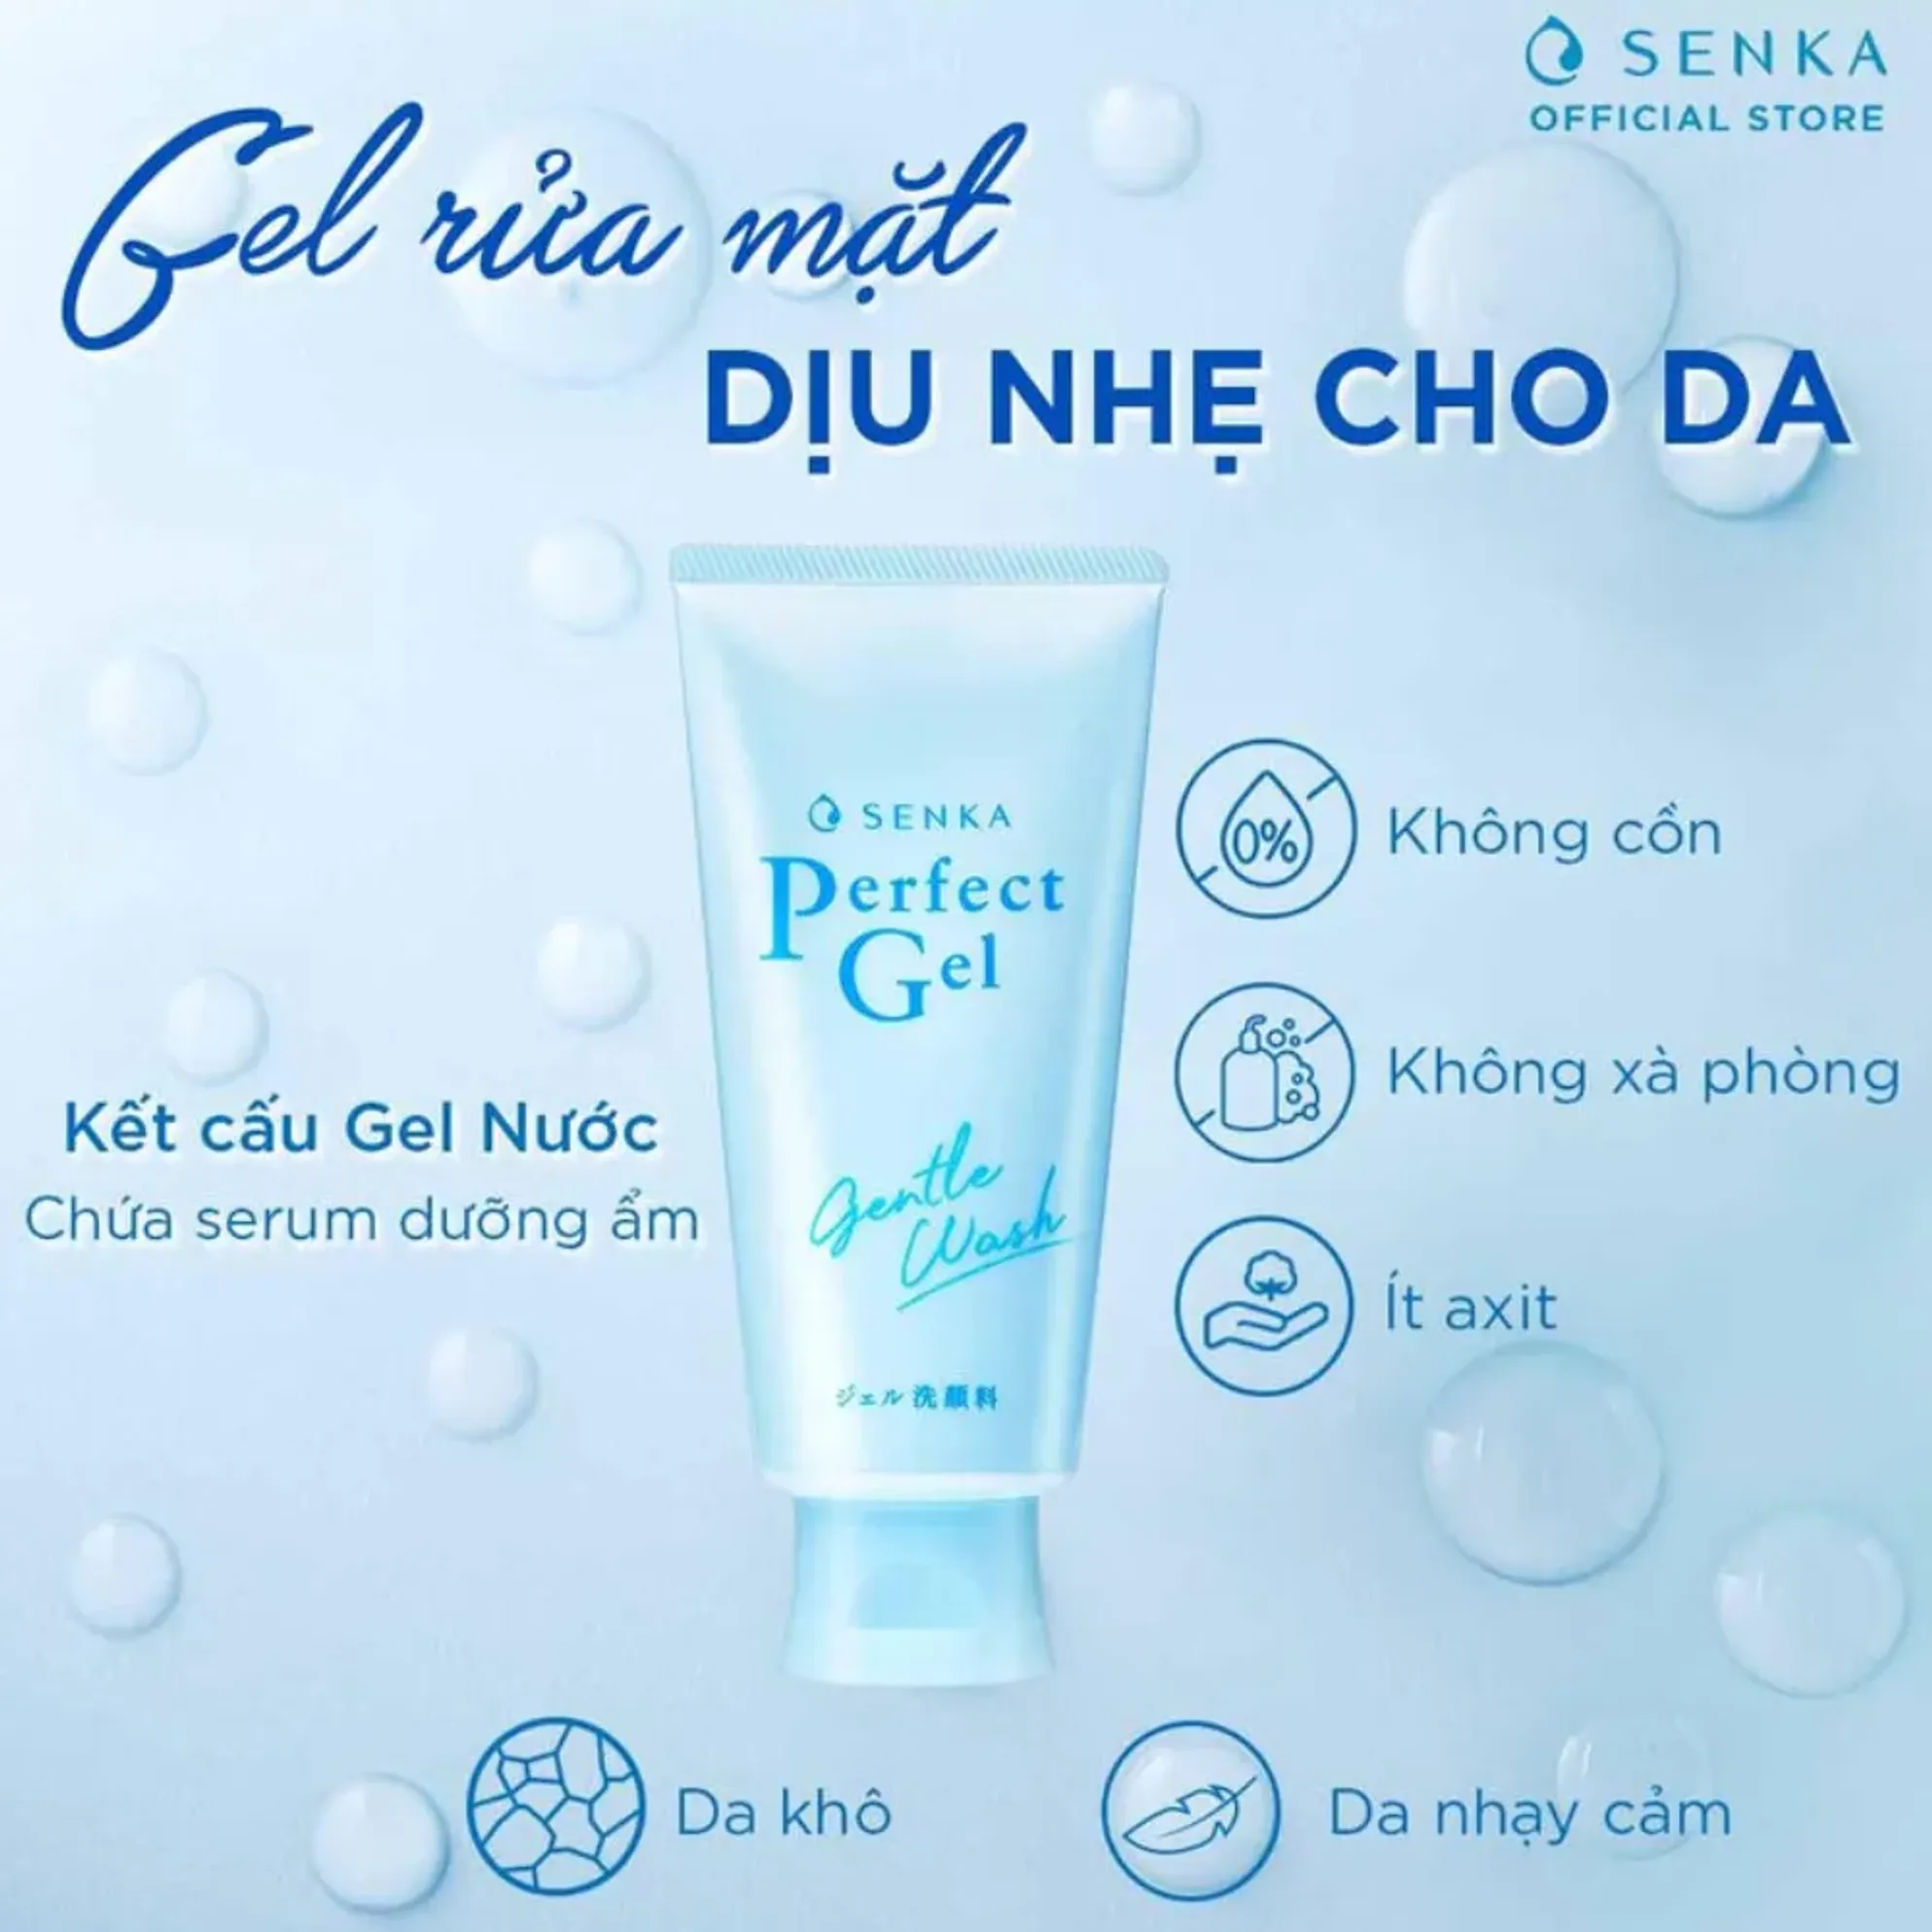 SENKA
OFFICIAL STORE
Gel rửa mặt
DỊU NHẸ CHO DA
SENKA
Perfect
Gel
Gentle
Wash
ジェル洗顔料
Kết cấu Gel Nước
Chứa serum dưỡng ẩm
0%
Không cồn
Không xà phòng
Ít axit
Da khô
Da nhạy cảm